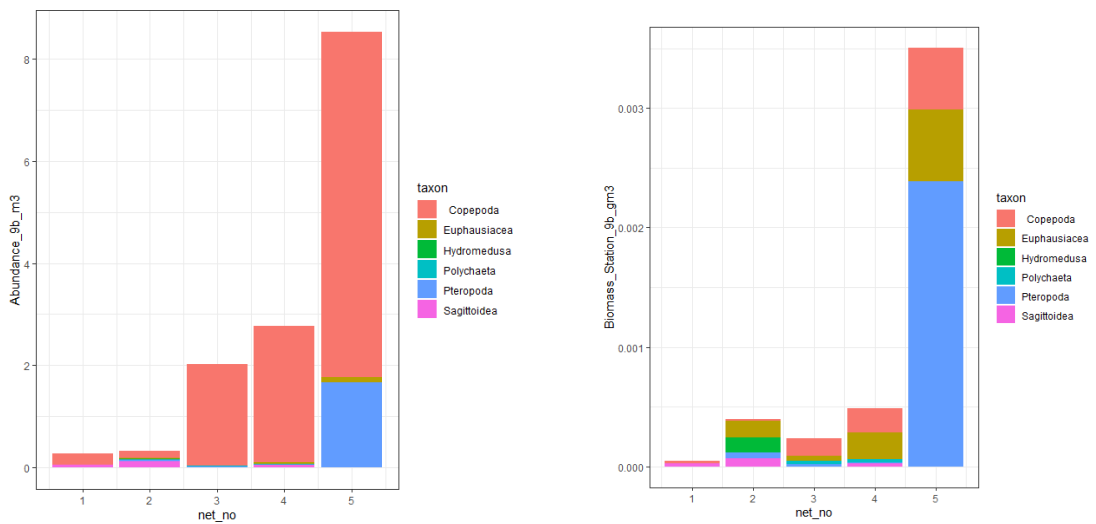 Abundance_9b_m3
8
6
4
2
0
1 2 3 4 5
net_no
taxon
Copepoda
Euphausiacea
Hydromedusa
Polychaeta
Pteropoda
Sagittoidea
Biomass_Station_9b_gm3
0.003
0.002
0.001
0.000
1 2 3 4 5
net_no
taxon
Copepoda
Euphausiacea
Hydromedusa
Polychaeta
Pteropoda
Sagittoidea